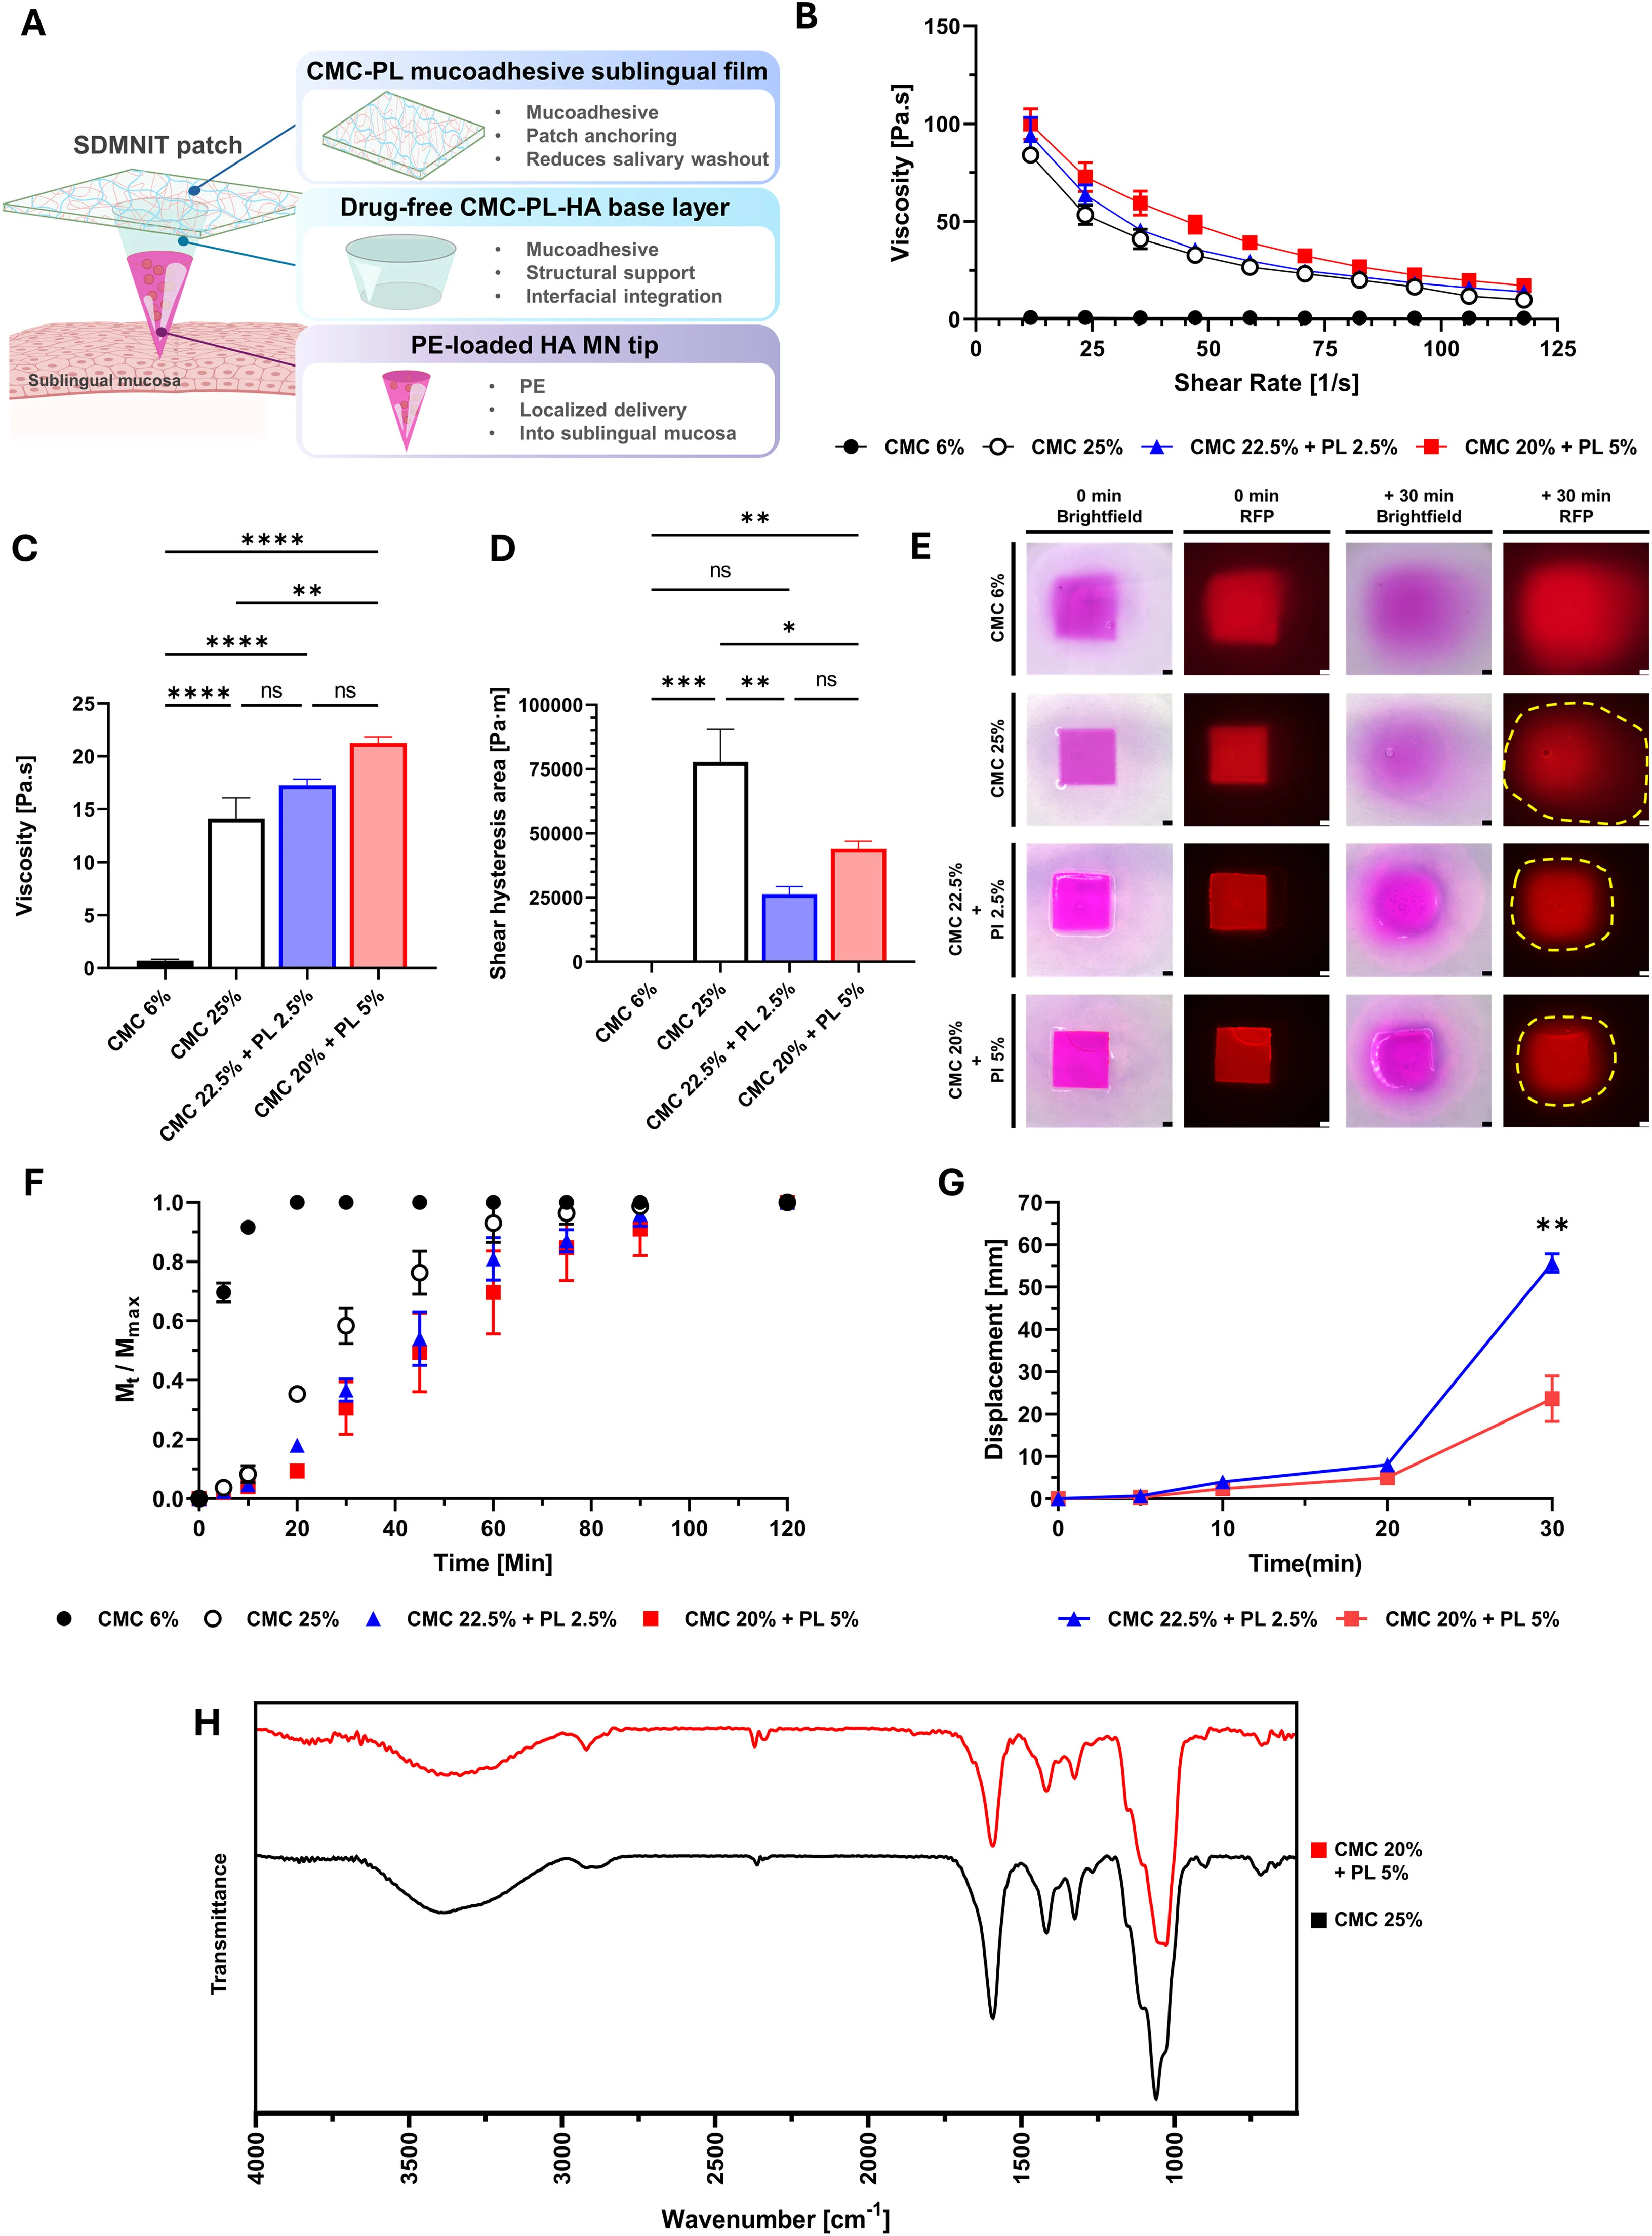 A
SDMNIT patch
Sublingual mucosa
CMC-PL mucoadhesive sublingual film
• Mucoadhesive
• Patch anchoring
• Reduces salivary washout
Drug-free CMC-PL-HA base layer
• Mucoadhesive
• Structural support
• Interfacial integration
PE-loaded HA MN tip
• PE
• Localized delivery
• Into sublingual mucosa
B
Viscosity [Pa.s]
150
100
50
0
0 25 50 75 100 125
Shear Rate [1/s]
CMC 6% CMC 25% CMC 22.5% + PL 2.5% CMC 20% + PL 5%
C
****
**
****
**** ns ns
Viscosity [Pa.s]
25
20
15
10
5
0
CMC 6%
CMC 25%
CMC 22.5% + PL 2.5%
CMC 20% + PL 5%
D
**
ns
*
*** ** ns
Shear hysteresis area [Pa·m]
100000
75000
50000
25000
0
CMC 6%
CMC 25%
CMC 22.5% + PL 2.5%
CMC 20% + PL 5%
E
0 min
Brightfield
0 min
RFP
+ 30 min
Brightfield
+ 30 min
RFP
CMC 6%
CMC 25%
CMC 22.5%
+
Pl 2.5%
CMC 20%
+
Pl 5%
F
Mt / Mmax
1.0
0.8
0.6
0.4
0.2
0.0
0 20 40 60 80 100 120
Time [Min]
CMC 6% CMC 25% CMC 22.5% + PL 2.5% CMC 20% + PL 5%
G
Displacement [mm]
70
60
50
40
30
20
10
0
**
0 10 20 30
Time(min)
CMC 22.5% + PL 2.5% CMC 20% + PL 5%
H
Transmittance
CMC 20%
+ PL 5%
CMC 25%
4000 3500 3000 2500 2000 1500 1000
Wavenumber [cm-1]